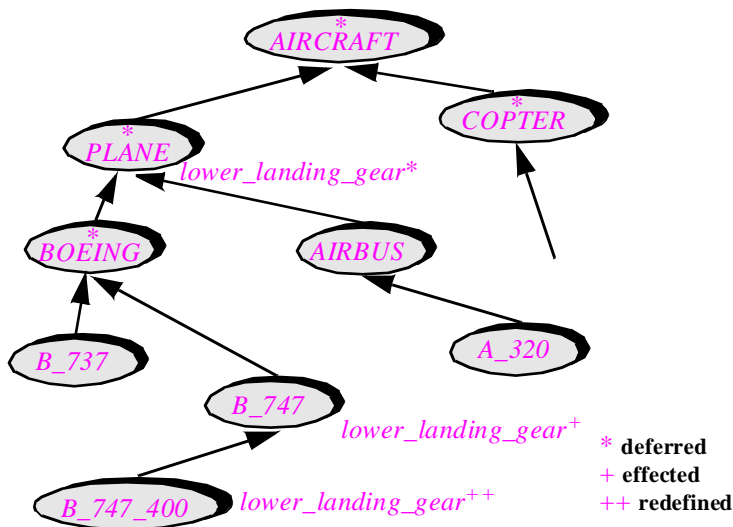 *
AIRCRAFT
*
COPTER
*
PLANE
lower_landing_gear*
*
BOEING
AIRBUS
B_737
A_320
B_747
lower_landing_gear+
* deferred
+ effected
++ redefined
B_747_400
lower_landing_gear++